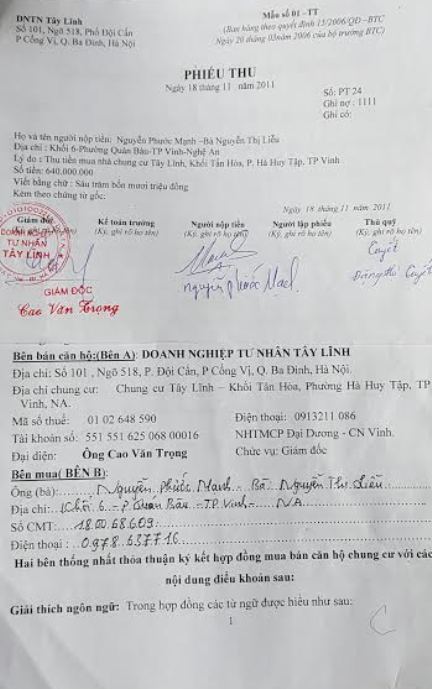 DNTN Tây Lĩnh
Số 101, Ngõ 518, Phố Đội Cấn
P Cống Vị, Q. Ba Đình, Hà Nội
Mẫu số 01 - TT
(Ban hành theo quyết định 15/2006/QĐ - BTC
Ngày 20 tháng 03 năm 2006 của bộ trưởng BTC)
PHIẾU THU
Ngày 18 tháng 11 năm 2011
Số: PT 24
Ghi nợ : 1111
Ghi có:
Họ và tên người nộp tiền: Nguyễn Phước Mạnh -Bà Nguyễn Thị Liễu
Địa chỉ : Khối 6-Phường Quán Bàu-TP Vinh-Nghệ An
Lý do : Thu tiền mua nhà chung cư Tây Lĩnh, Khối Tân Hòa, P. Hà Huy Tập, TP Vinh
Số tiền: 640.000.000
Viết bằng chữ : Sáu trăm bốn mươi triệu đồng
Kèm theo chứng từ gốc:
Ngày 18 tháng 11 năm 2011
Giám đốc Kế toán trưởng Người nộp tiền Người lập phiếu Thủ quỹ
(Ký, ghi rõ họ tên) (Ký, ghi rõ họ tên) (Ký, ghi rõ họ tên) (Ký, ghi rõ họ tên) (Ký, ghi rõ họ tên)
DOANH NGHIỆP
TƯ NHÂN
TÂY LĨNH
GIÁM ĐỐC
Cao Văn Trọng
Nguyễn Phước Mạnh
Bên bán căn hộ:(Bên A): DOANH NGHIỆP TƯ NHÂN TÂY LĨNH
Địa chỉ: Số 101 , Ngõ 518, P. Đội Cấn, P Cống Vị, Q. Ba Đình, Hà Nội.
Địa chỉ chung cư: Chung cư Tây Lĩnh – Khối Tân Hòa, Phường Hà Huy Tập, TP
Vinh, NA.
Mã số thuế: 01 02 648 590 Điện thoại: 0913211 086
Tài khoản số: 551 551 625 068 00016 NHTMCP Đại Dương - CN Vinh.
Đại diện: Ông Cao Văn Trọng Chức vụ: Giám đốc
Bên mua( BÊN B):
Ông (bà): Nguyễn Phước Mạnh - Bà Nguyễn Thị Liễu
Địa chỉ: Khối 6 - P Quán Bàu - TP Vinh - NA
Số CMT: 180068609
Điện thoại : 0978 637716
Hai bên thống nhất thỏa thuận ký kết hợp đồng mua bán căn hộ chung cư với các
nội dung điều khoản sau:
Giải thích ngôn ngữ: Trong hợp đồng các từ ngữ được hiểu như sau:
1